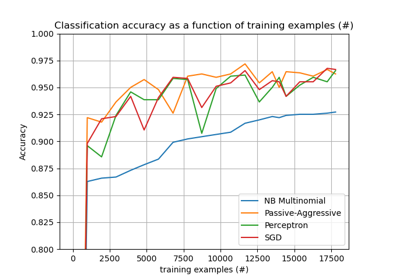 Classification accuracy as a function of training examples (#)
1.000
0.975
0.950
0.925
0.900
0.875
0.850
0.825
0.800
Accuracy
NB Multinomial
Passive-Aggressive
Perceptron
SGD
0 2500 5000 7500 10000 12500 15000 17500
training examples (#)